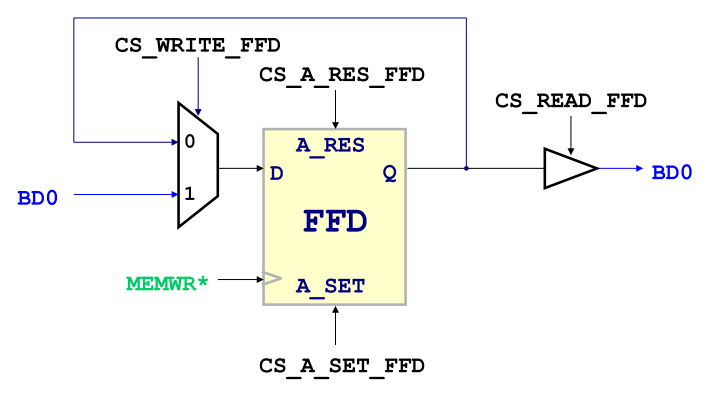 CS_WRITE_FFD
CS_A_RES_FFD
CS_READ_FFD
0
A_RES
D
Q
BD0
1
BD0
FFD
MEMWR*
A_SET
CS_A_SET_FFD